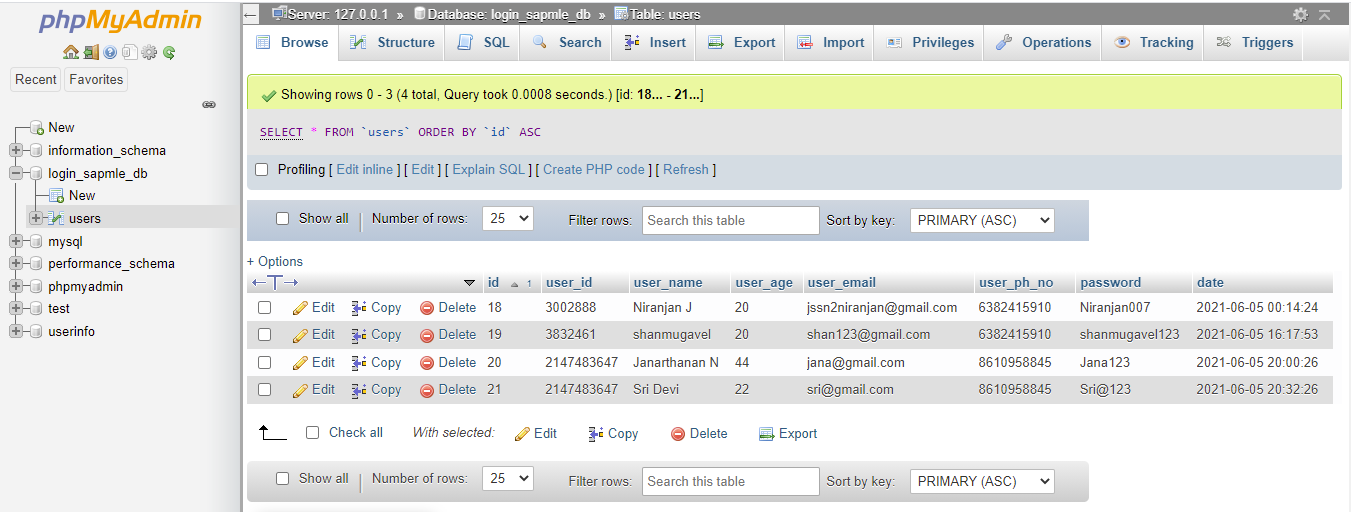 phpMyAdmin
Recent Favorites
New
information_schema
login_sapmle_db
New
users
mysql
performance_schema
phpmyadmin
test
userinfo
Server: 127.0.0.1 » Database: login_sapmle_db » Table: users
Browse Structure SQL Search Insert Export Import Privileges Operations Tracking Triggers
Showing rows 0 - 3 (4 total, Query took 0.0008 seconds.) [id: 18... - 21...]
SELECT * FROM `users` ORDER BY `id` ASC
Profiling [ Edit inline ] [ Edit ] [ Explain SQL ] [ Create PHP code ] [ Refresh ]
Show all Number of rows: 25 Filter rows: Search this table Sort by key: PRIMARY (ASC)
+ Options
id 1 user_id user_name user_age user_email user_ph_no password date
Edit Copy Delete 18 3002888 Niranjan J 20 jssn2niranjan@gmail.com 6382415910 Niranjan007 2021-06-05 00:14:24
Edit Copy Delete 19 3832461 shanmugavel 20 shan123@gmail.com 6382415910 shanmugavel123 2021-06-05 16:17:53
Edit Copy Delete 20 2147483647 Janarthanan N 44 jana@gmail.com 8610958845 Jana123 2021-06-05 20:00:26
Edit Copy Delete 21 2147483647 Sri Devi 22 sri@gmail.com 8610958845 Sri@123 2021-06-05 20:32:26
Check all With selected: Edit Copy Delete Export
Show all Number of rows: 25 Filter rows: Search this table Sort by key: PRIMARY (ASC)